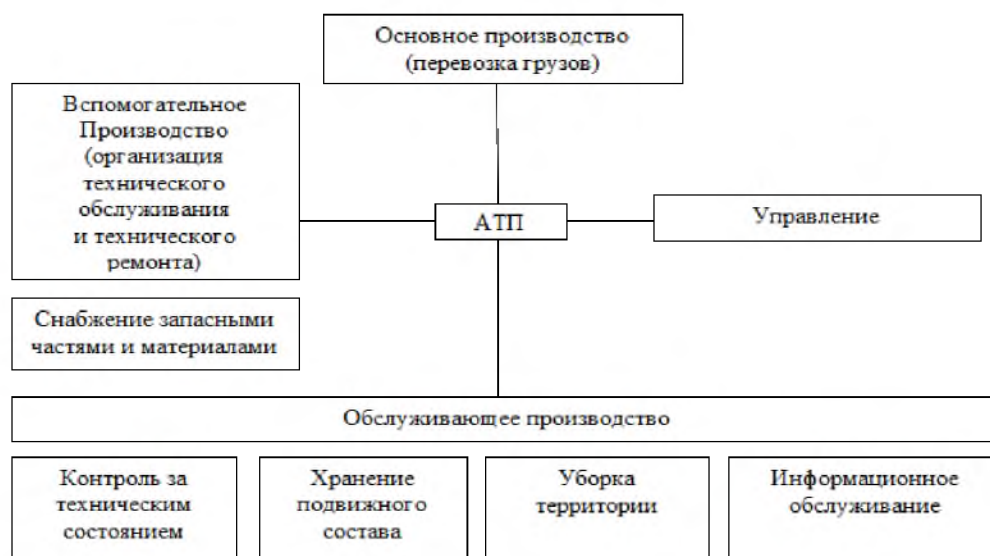 Основное производство
(перевозка грузов)
Вспомогательное
Производство
(организация
технического
обслуживания
и технического
ремонта)
АТП
Управление
Снабжение запасными
частями и материалами
Обслуживающее производство
Контроль за
техническим
состоянием
Хранение
подвижного
состава
Уборка
территории
Информационное
обслуживание